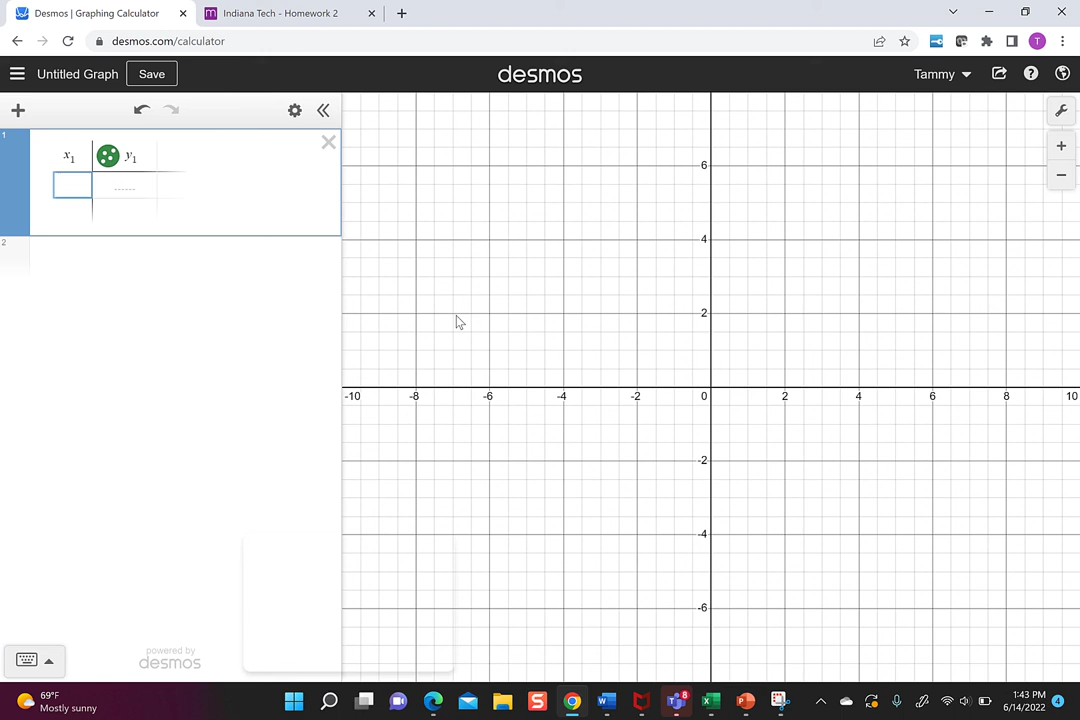 Desmos | Graphing Calculator
Indiana Tech - Homework 2
desmos.com/calculator
T
Untitled Graph
Save
desmos
Tammy
1
x1 y1
2
6
4
2
-10 -8 -6 -4 -2 0 2 4 6 8 10
-2
-4
-6
powered by
desmos
69°F
Mostly sunny
8
1:43 PM
6/14/2022
4